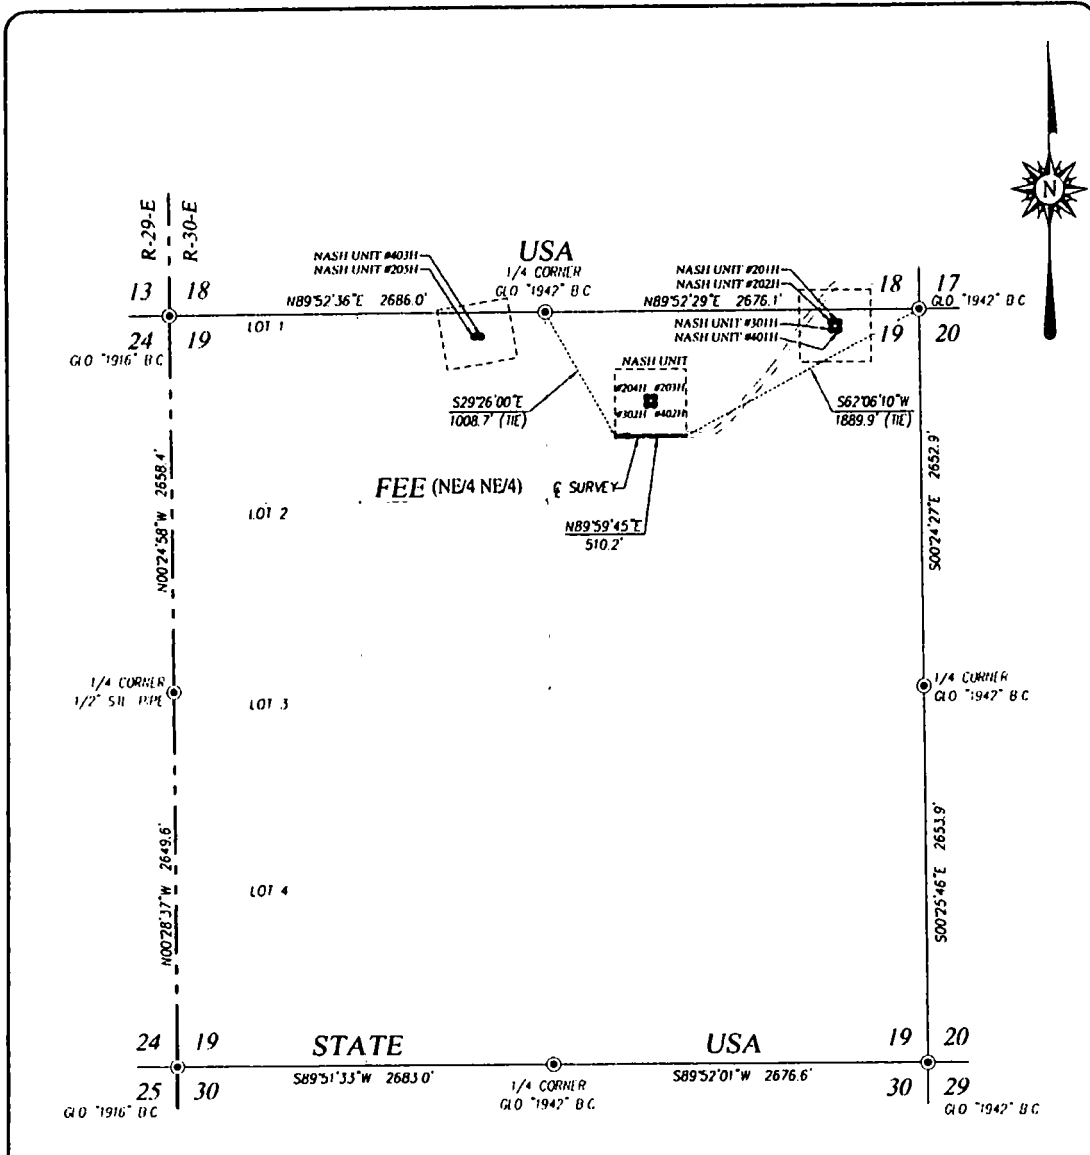 N
R-29-E
R-30-E
NASH UNIT #403H
NASH UNIT #205H
USA
1/4 CORNER
GLO "1942" B.C.
NASH UNIT #201H
NASH UNIT #202H
13 18
N89°52'36"E 2686.0'
N89°52'29"E 2676.1'
18 17
GLO "1942" B.C.
LOT 1
24 19
GLO "1916" B.C.
NASH UNIT #301H
NASH UNIT #401H
19 20
NASH UNIT
#204H #203H
#302H #402H
S29°26'00"E
1008.7' (TIE)
S62°06'10"W
1889.9' (TIE)
N00°24'58"W 2658.4'
S00°24'27"E 2652.9'
FEE (NE/4 NE/4)
℄ SURVEY
LOT 2
N89°59'45"E
510.2'
1/4 CORNER
1/2" STL PIPE
LOT 3
1/4 CORNER
GLO "1942" B.C.
N00°28'37"W 2649.6'
S00°25'46"E 2653.9'
LOT 4
24 19
STATE
USA
19 20
S89°51'33"W 2683.0'
S89°52'01"W 2676.6'
25 30
GLO "1916" B.C.
1/4 CORNER
GLO "1942" B.C.
30 29
GLO "1942" B.C.